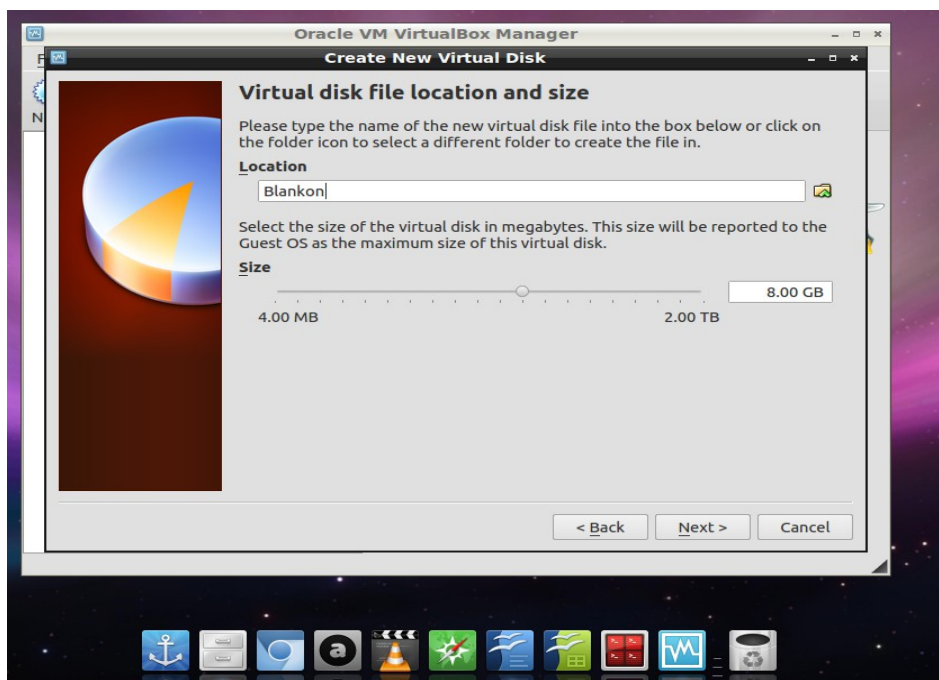 Oracle VM VirtualBox Manager
Create New Virtual Disk
F
N
Virtual disk file location and size
Please type the name of the new virtual disk file into the box below or click on
the folder icon to select a different folder to create the file in.
Location
Blankon
Select the size of the virtual disk in megabytes. This size will be reported to the
Guest OS as the maximum size of this virtual disk.
Size
8.00 GB
4.00 MB 2.00 TB
< Back Next > Cancel
a